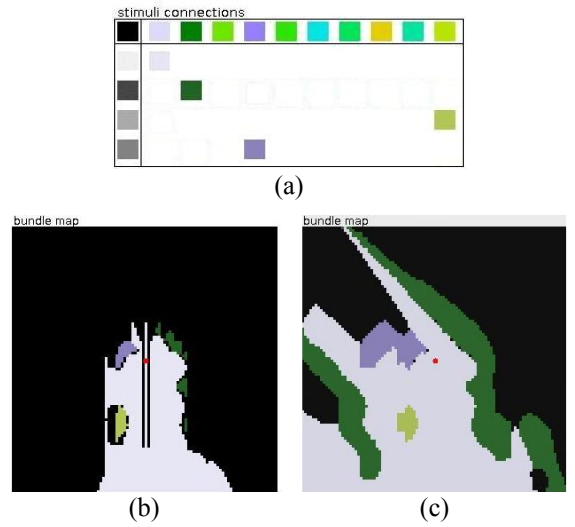 stimuli connections
(a)
bundle map
bundle map
(b)
(c)